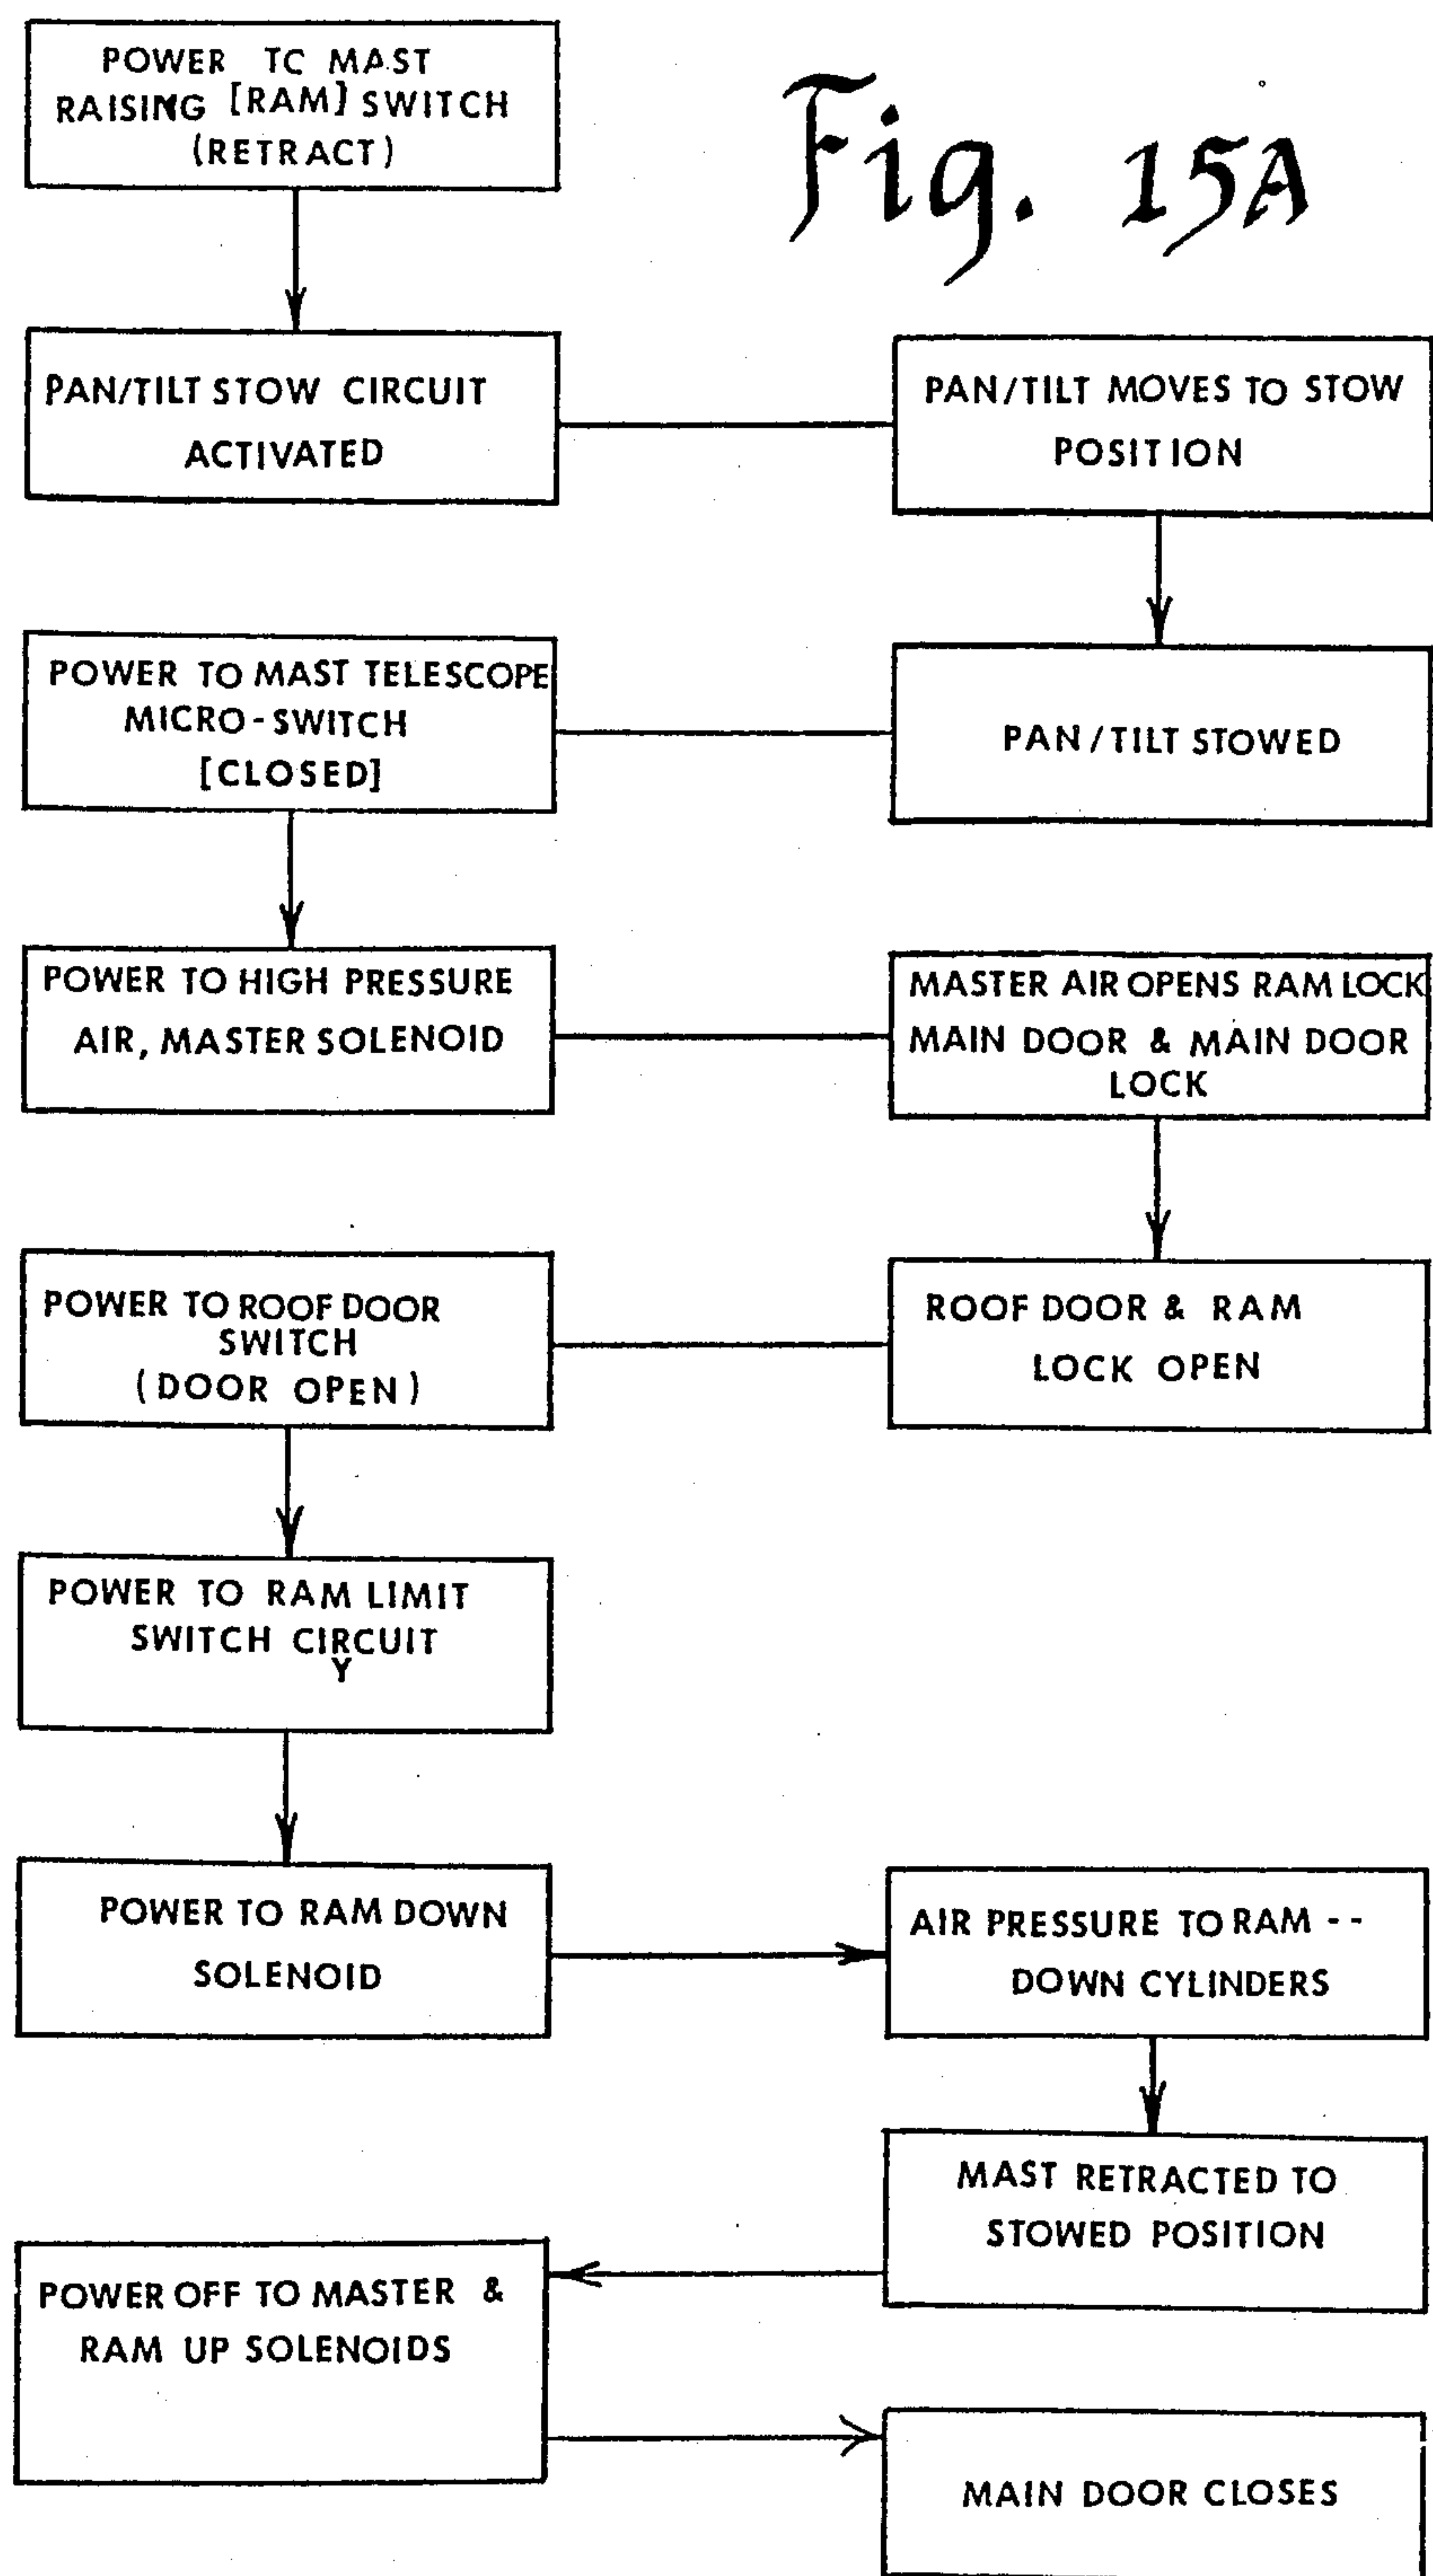 POWER TC MAST
RAISING [RAM] SWITCH
(RETRACT)
Fig. 15A
PAN/TILT STOW CIRCUIT
ACTIVATED
PAN/TILT MOVES TO STOW
POSITION
POWER TO MAST TELESCOPE
MICRO-SWITCH
[CLOSED]
PAN/TILT STOWED
POWER TO HIGH PRESSURE
AIR, MASTER SOLENOID
MASTER AIR OPENS RAM LOCK
MAIN DOOR & MAIN DOOR
LOCK
POWER TO ROOF DOOR
SWITCH
(DOOR OPEN)
ROOF DOOR & RAM
LOCK OPEN
POWER TO RAM LIMIT
SWITCH CIRCUIT
Y
POWER TO RAM DOWN
SOLENOID
AIR PRESSURE TO RAM --
DOWN CYLINDERS
MAST RETRACTED TO
STOWED POSITION
POWER OFF TO MASTER &
RAM UP SOLENOIDS
MAIN DOOR CLOSES